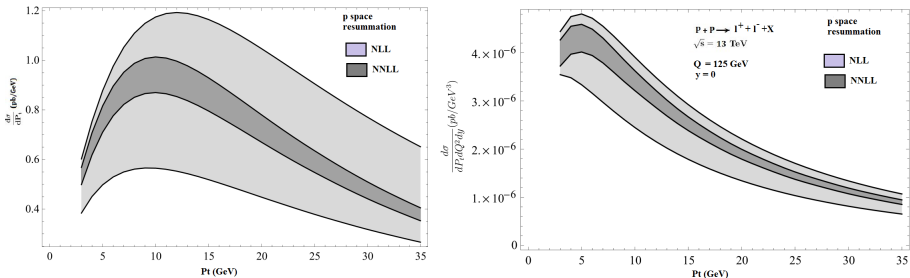 p space
resummation
NLL
NNLL
1.2
1.0
0.8
0.6
0.4
dσ/dPₜ (pb/GeV)
0 5 10 15 20 25 30 35
Pt (GeV)
p + p → l⁺ + l⁻ +X
√s = 13 TeV
Q = 125 GeV
y = 0
p space
resummation
NLL
NNLL
4.×10⁻⁶
3.×10⁻⁶
2.×10⁻⁶
1.×10⁻⁶
0
dσ/dPₜdQ²dy (pb/GeV³)
0 5 10 15 20 25 30 35
Pt (GeV)